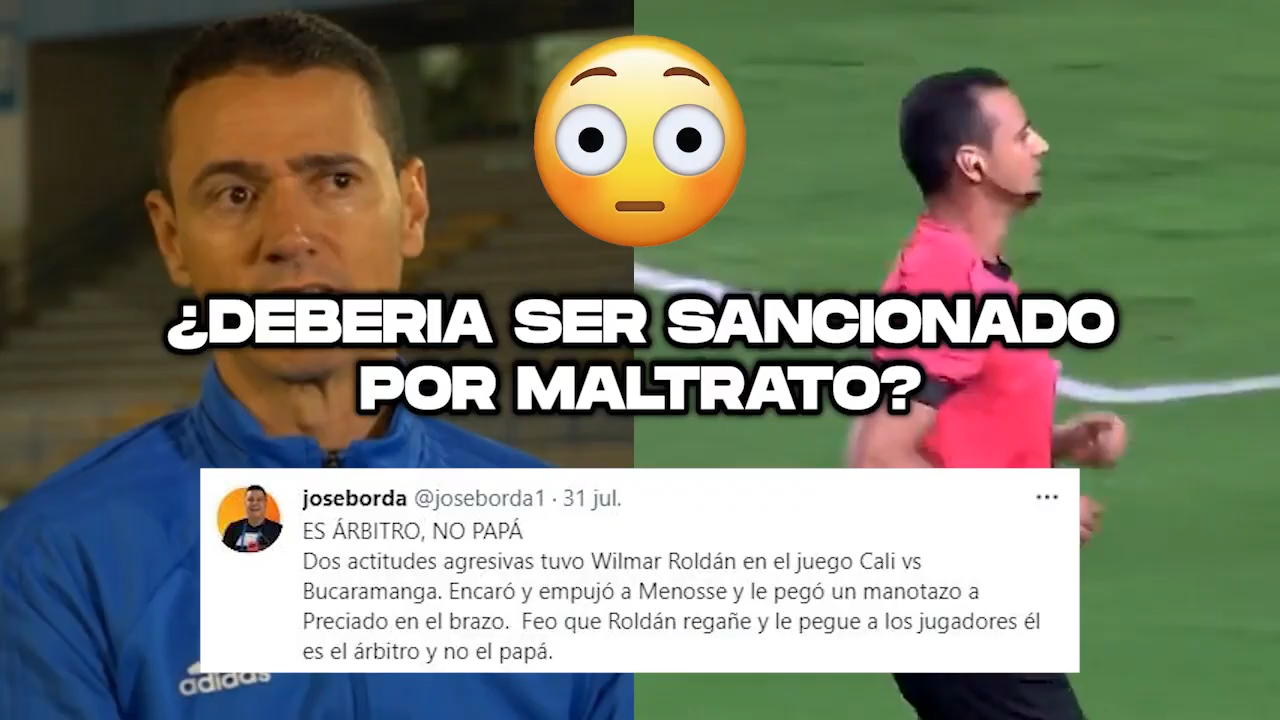 ¿DEBERIA SER SANCIONADO
POR MALTRATO?
joseborda @joseborda1 · 31 jul.
ES ÁRBITRO, NO PAPÁ
Dos actitudes agresivas tuvo Wilmar Roldán en el juego Cali vs
Bucaramanga. Encaró y empujó a Menosse y le pegó un manotazo a
Preciado en el brazo.  Feo que Roldán regañe y le pegue a los jugadores él
es el árbitro y no el papá.
adidas